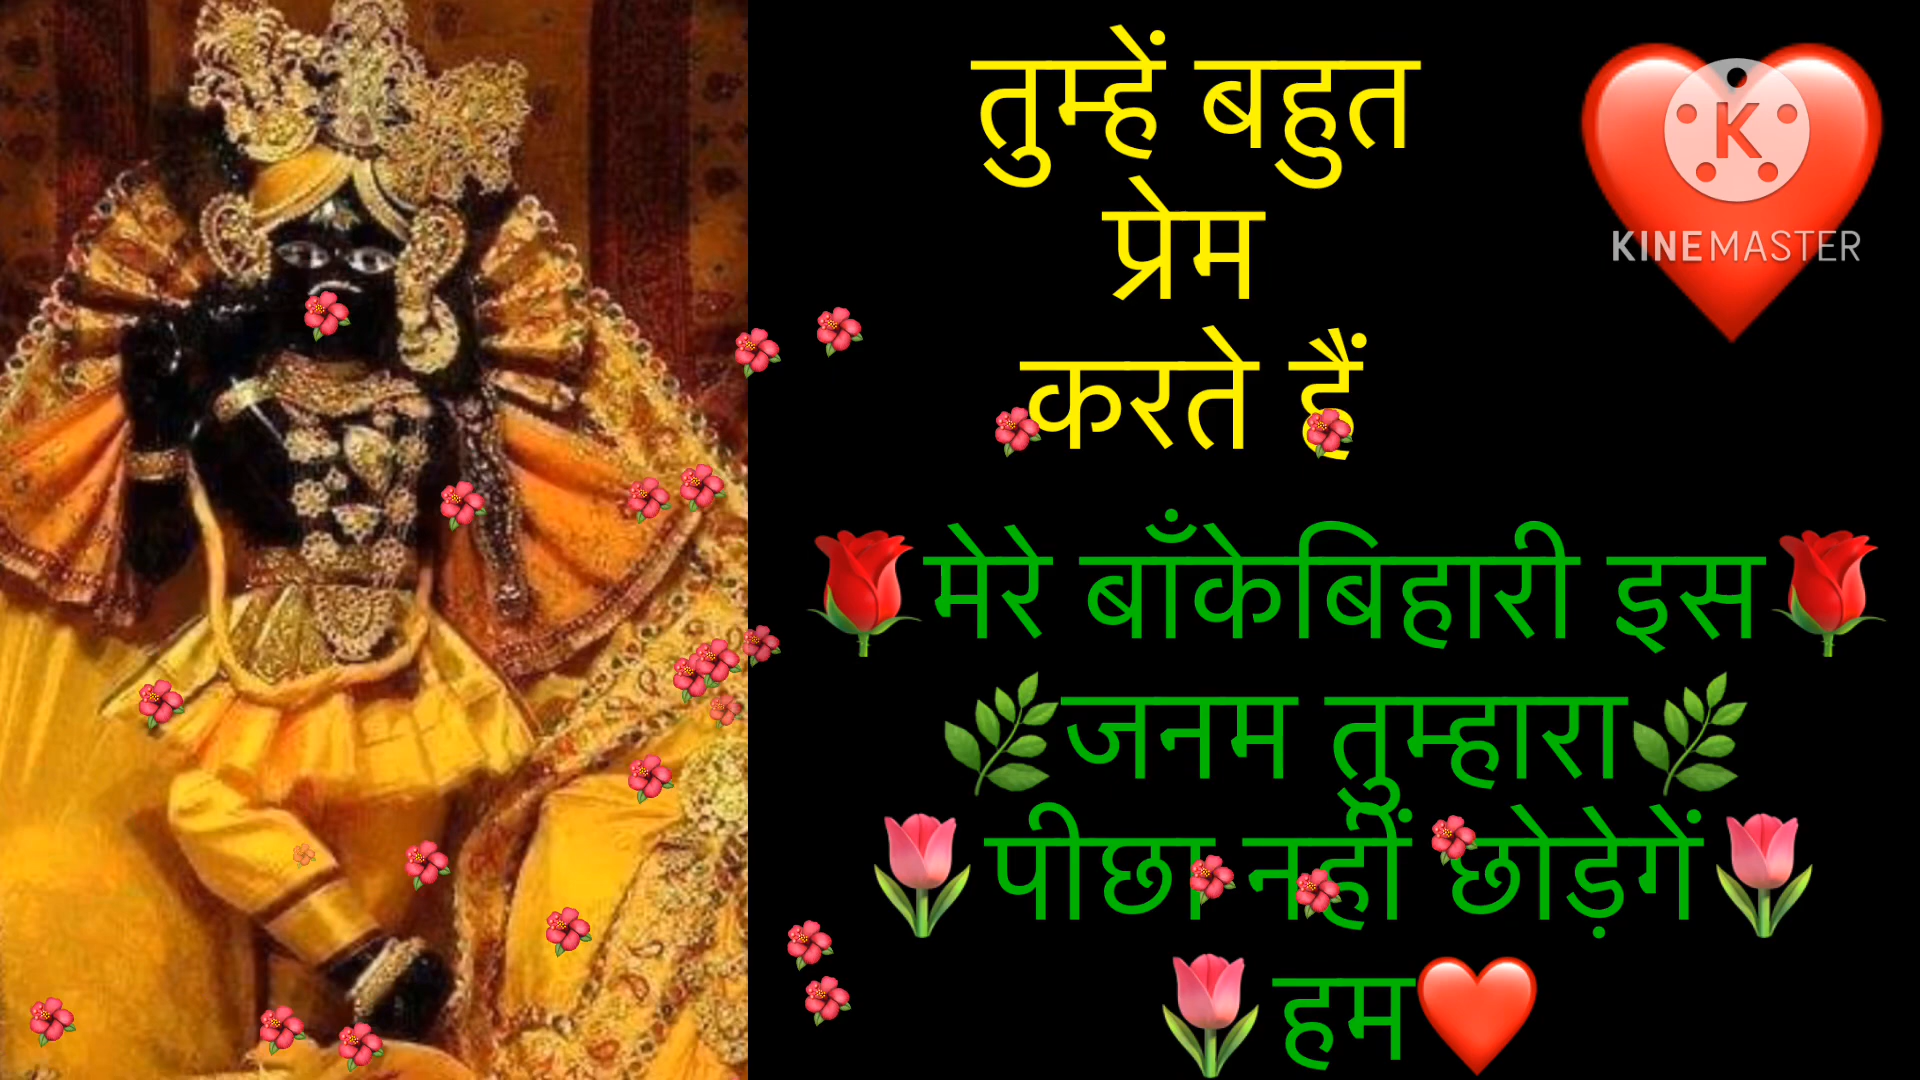 तुम्हें बहुत
प्रेम
करते हैं
KINEMASTER
मेरे बाँकेबिहारी इस
जनम तुम्हारा
पीछा नहीं छोड़ेगें
हम